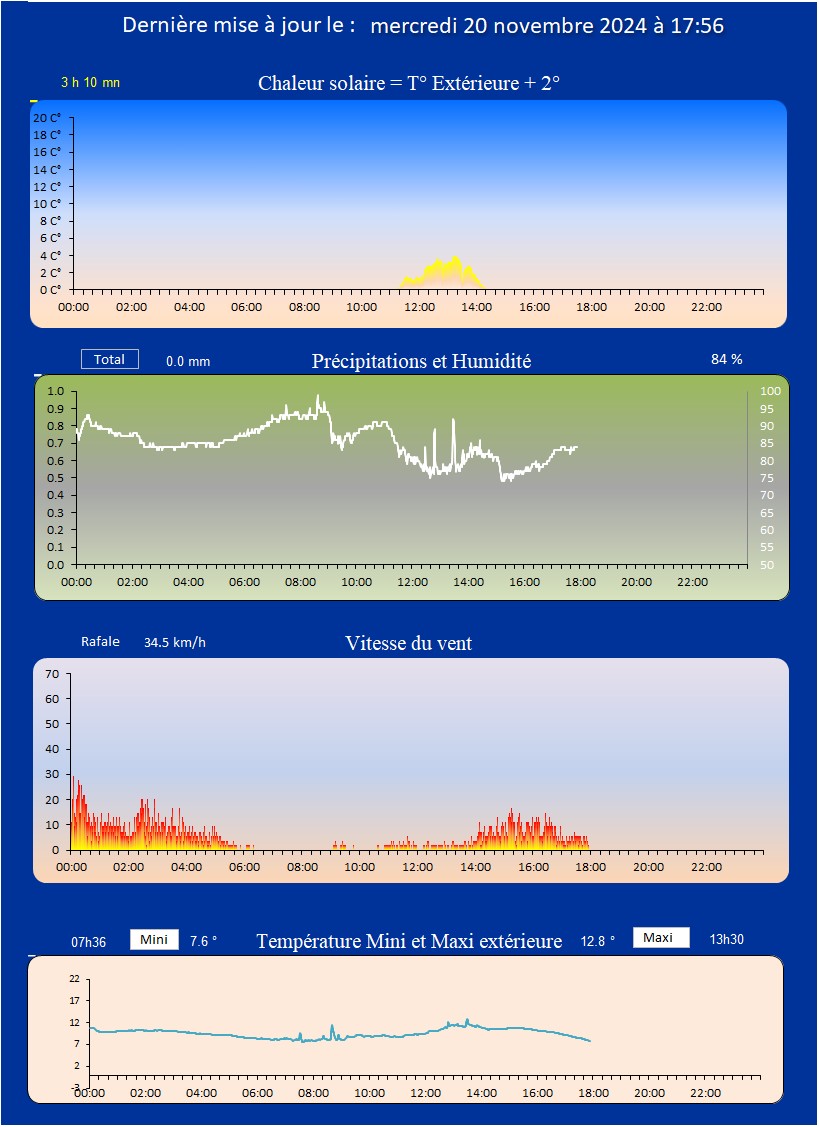 Dernière mise à jour le : mercredi 20 novembre 2024 à 17:56
3 h 10 mn Chaleur solaire = T° Extérieure + 2°
20 C°
18 C°
16 C°
14 C°
12 C°
10 C°
8 C°
6 C°
4 C°
2 C°
0 C°
00:00 02:00 04:00 06:00 08:00 10:00 12:00 14:00 16:00 18:00 20:00 22:00
Total 0.0 mm Précipitations et Humidité 84 %
1.0 100
0.9 95
0.8 90
0.7 85
0.6 80
0.5 75
0.4 70
0.3 65
0.2 60
0.1 55
0.0 50
00:00 02:00 04:00 06:00 08:00 10:00 12:00 14:00 16:00 18:00 20:00 22:00
Rafale 34.5 km/h Vitesse du vent
70
60
50
40
30
20
10
0
00:00 02:00 04:00 06:00 08:00 10:00 12:00 14:00 16:00 18:00 20:00 22:00
07h36 Mini 7.6 ° Température Mini et Maxi extérieure 12.8 ° Maxi 13h30
22
17
12
7
2
-3
00:00 02:00 04:00 06:00 08:00 10:00 12:00 14:00 16:00 18:00 20:00 22:00